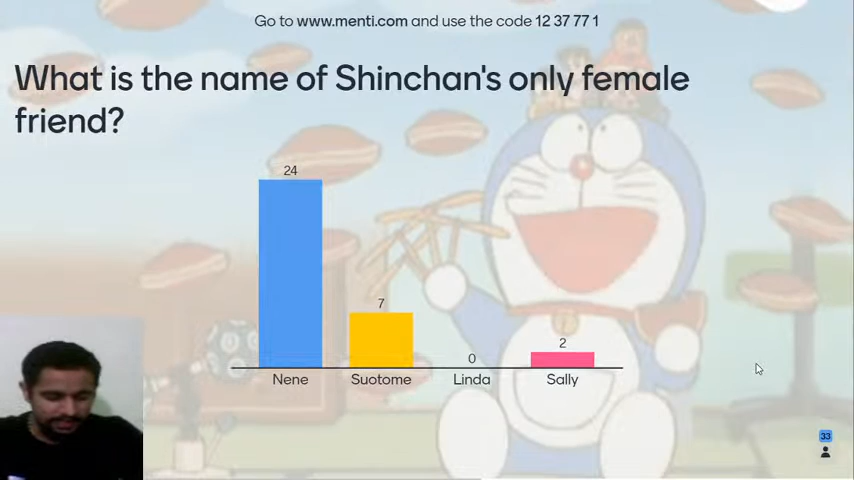 Go to www.menti.com and use the code 12 37 77 1
What is the name of Shinchan's only female
friend?
24
7
0
2
Nene Suotome Linda Sally
33